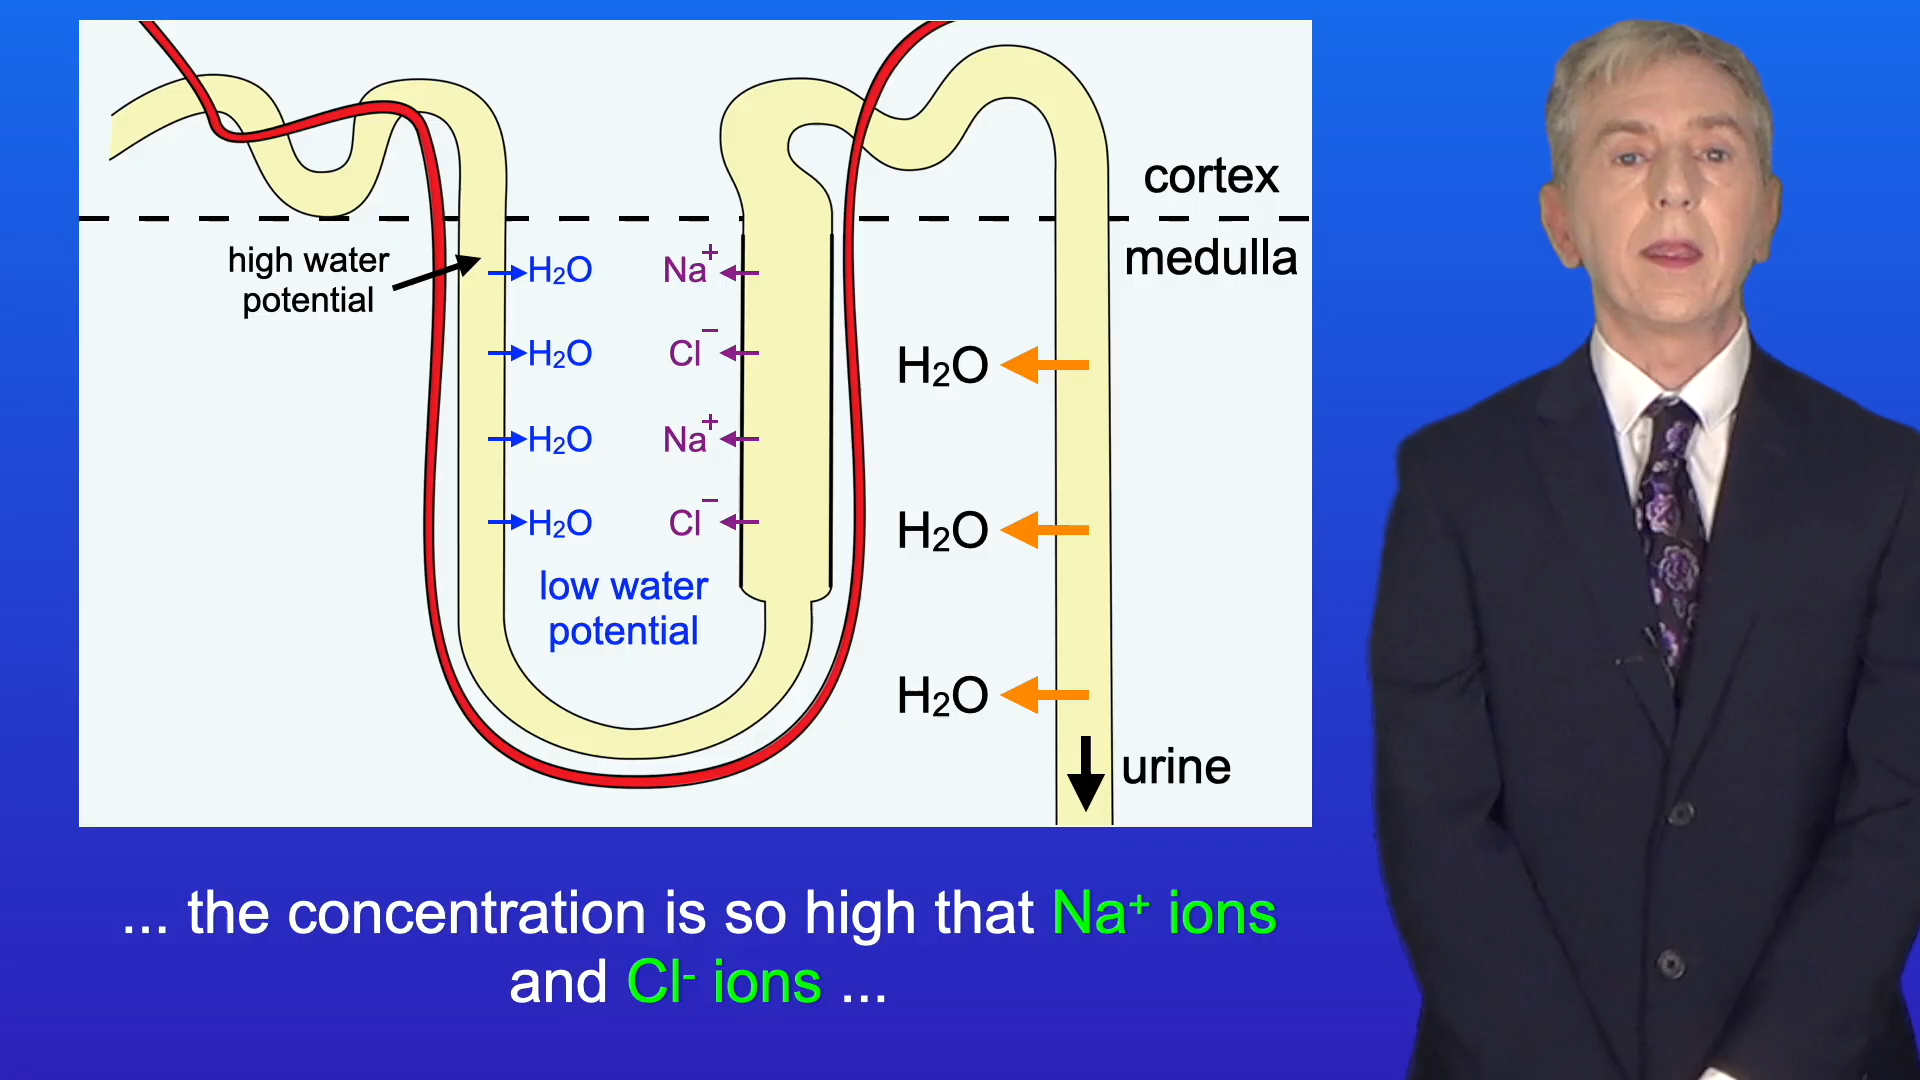 cortex
medulla
high water
potential
H₂O
Na⁺
H₂O
Cl⁻
H₂O
Na⁺
H₂O
Cl⁻
low water
potential
H₂O
H₂O
H₂O
urine
... the concentration is so high that Na⁺ ions
and Cl⁻ ions ...